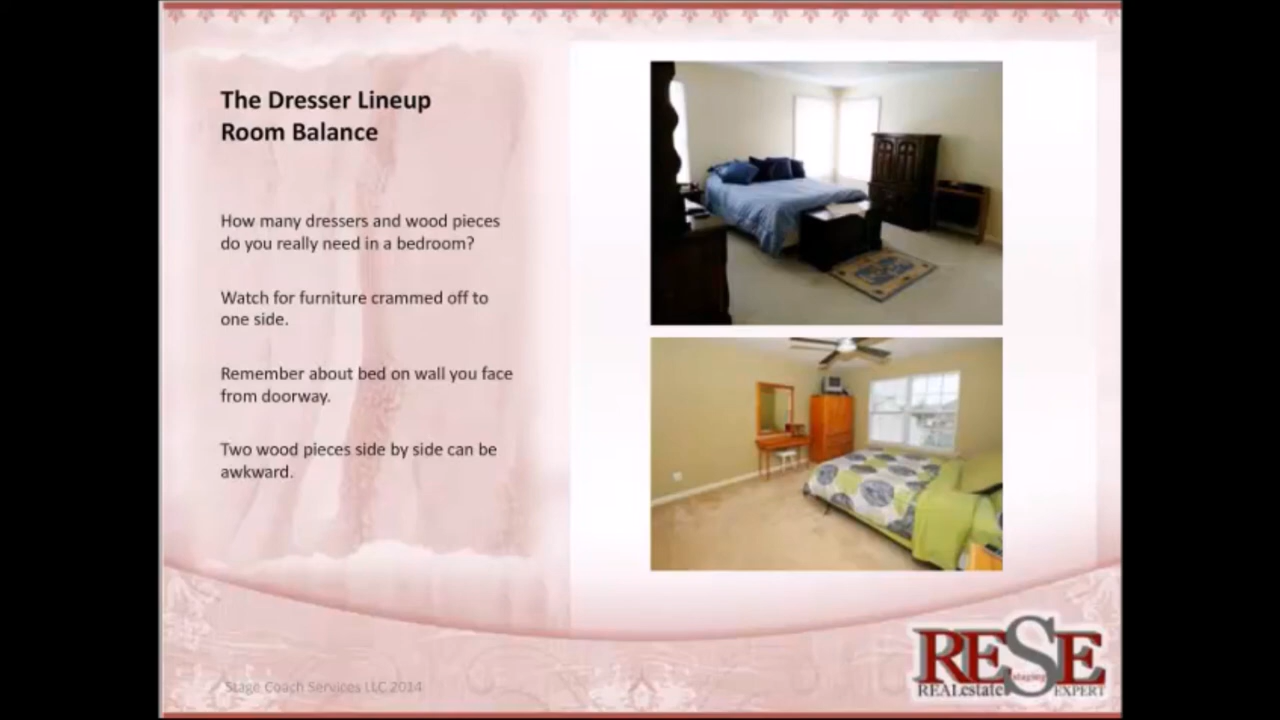 The Dresser Lineup
Room Balance
How many dressers and wood pieces
do you really need in a bedroom?
Watch for furniture crammed off to
one side.
Remember about bed on wall you face
from doorway.
Two wood pieces side by side can be
awkward.
Stage Coach Services LLC 2014
RESE
REALestate staging EXPERT